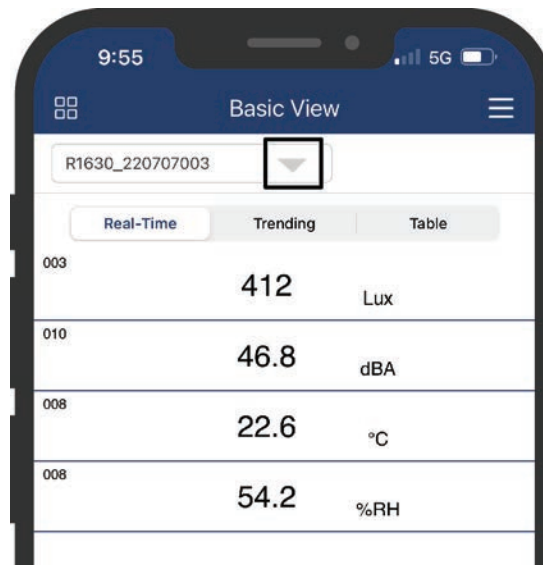 9:55 5G
Basic View
R1630_220707003
Real-Time Trending Table
003
412 Lux
010
46.8 dBA
008
22.6 °C
008
54.2 %RH